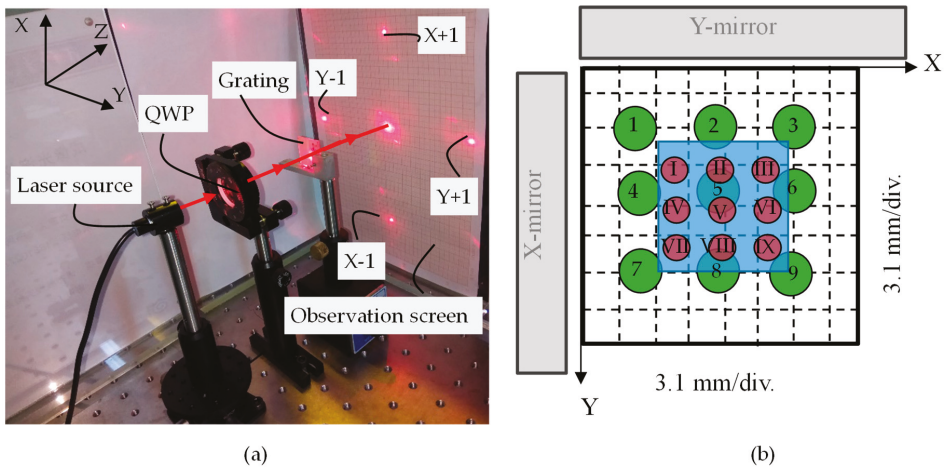 X
Z
Y
QWP
Grating
Y-1
X+1
Laser source
Y+1
X-1
Observation screen
(a)
Y-mirror
X
X-mirror
1 2 3
I II III
4 5 6
IV V VI
VII VIII IX
7 8 9
3.1 mm/div.
3.1 mm/div.
Y
(b)